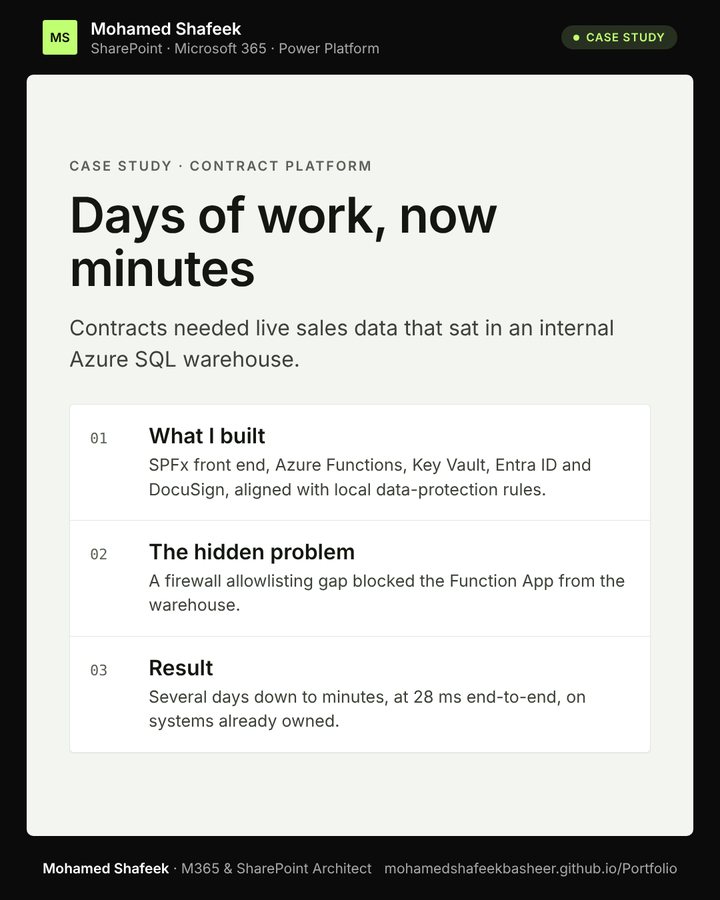 MS
Mohamed Shafeek
SharePoint · Microsoft 365 · Power Platform
CASE STUDY
CASE STUDY · CONTRACT PLATFORM
Days of work, now
minutes
Contracts needed live sales data that sat in an internal
Azure SQL warehouse.
01
What I built
SPFx front end, Azure Functions, Key Vault, Entra ID and
DocuSign, aligned with local data-protection rules.
02
The hidden problem
A firewall allowlisting gap blocked the Function App from the
warehouse.
03
Result
Several days down to minutes, at 28 ms end-to-end, on
systems already owned.
Mohamed Shafeek · M365 & SharePoint Architect
mohamedshafeekbasheer.github.io/Portfolio